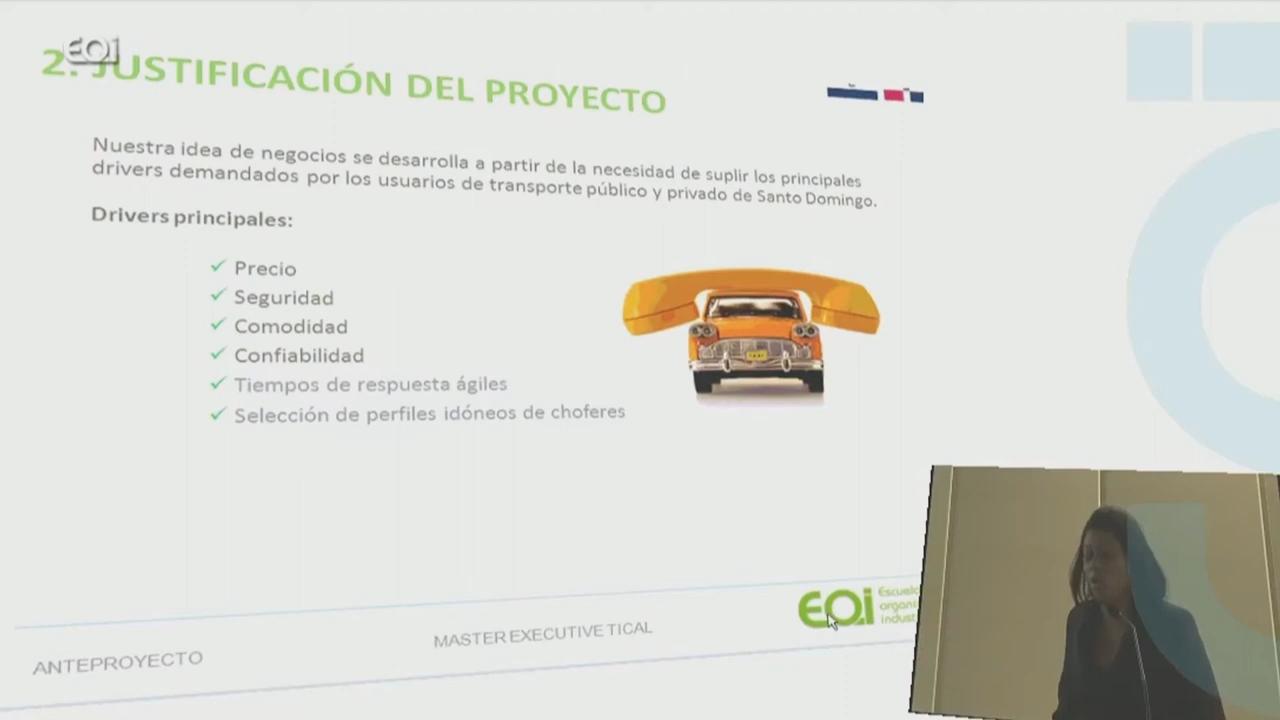 EOI
2. JUSTIFICACIÓN DEL PROYECTO
Nuestra idea de negocios se desarrolla a partir de la necesidad de suplir los principales
drivers demandados por los usuarios de transporte público y privado de Santo Domingo.
Drivers principales:
Precio
Seguridad
Comodidad
Confiabilidad
Tiempos de respuesta ágiles
Selección de perfiles idóneos de choferes
TAXI
EOI
ANTEPROYECTO
MASTER EXECUTIVE TICAL